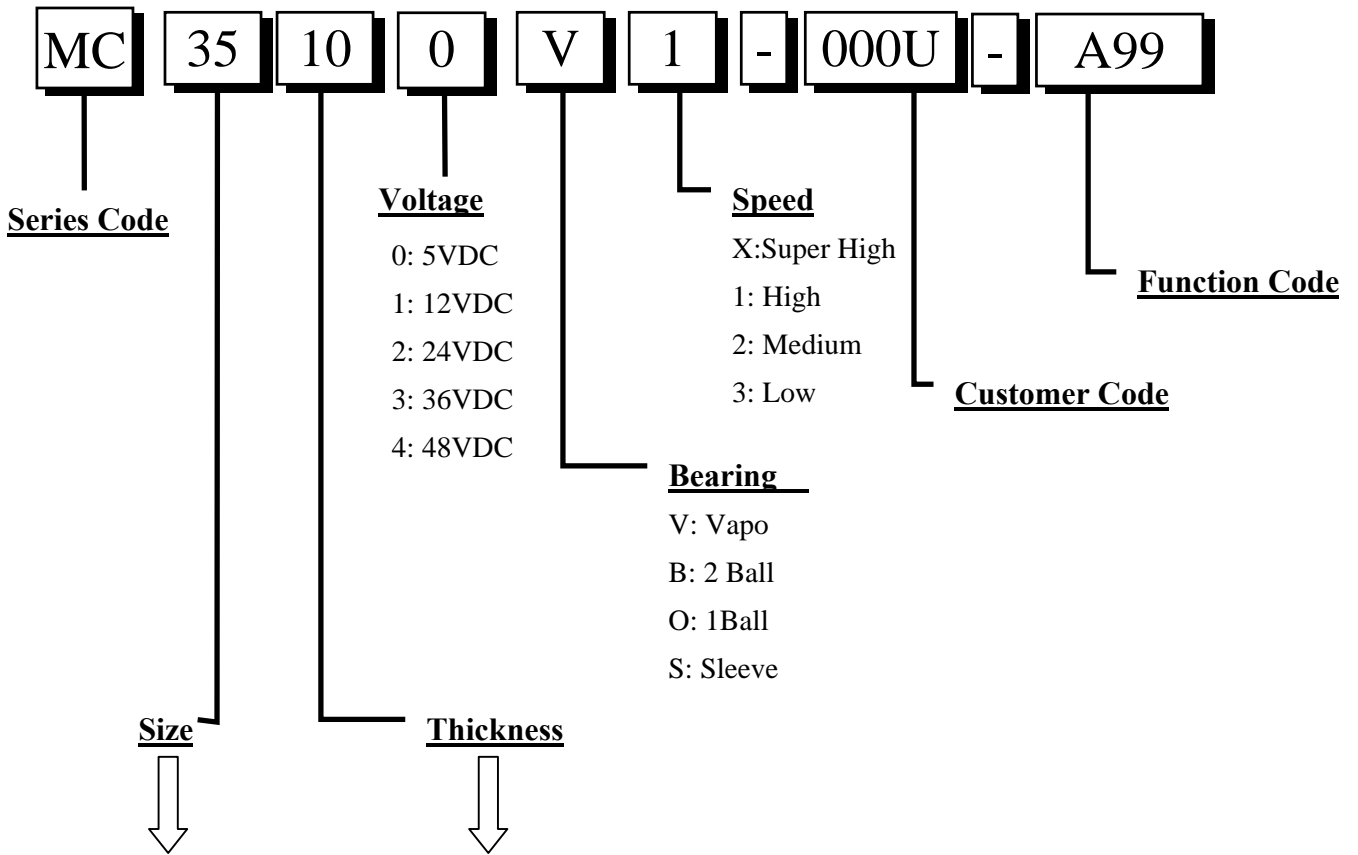 MC 35 10 0 V 1 - 000U - A99
Series Code
Voltage
0: 5VDC
1: 12VDC
2: 24VDC
3: 36VDC
4: 48VDC
Speed
X:Super High
1: High
2: Medium
3: Low
Function Code
Customer Code
Bearing
V: Vapo
B: 2 Ball
O: 1Ball
S: Sleeve
Size
Thickness